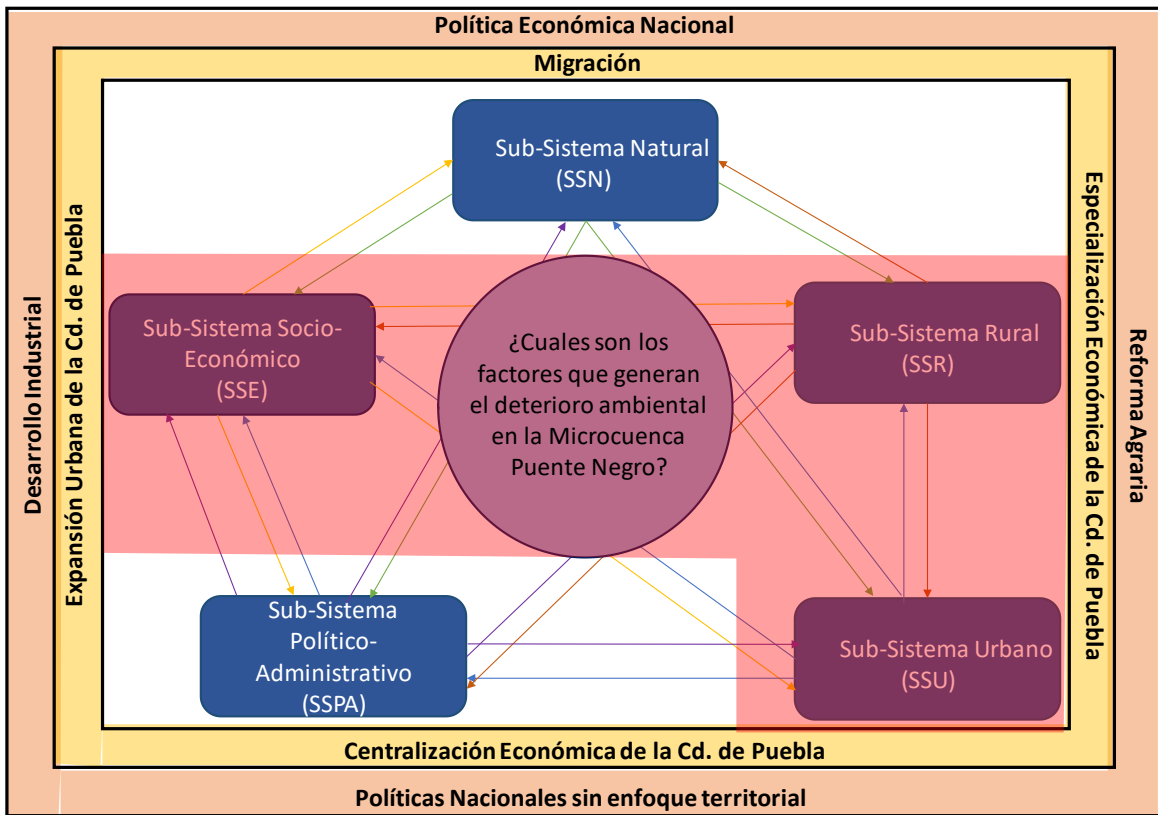 Política Económica Nacional
Migración
Desarrollo Industrial
Expansión Urbana de la Cd. de Puebla
Sub-Sistema Natural
(SSN)
Sub-Sistema Socio-
Económico
(SSE)
¿Cuales son los
factores que generan
el deterioro ambiental
en la Microcuenca
Puente Negro?
Sub-Sistema Rural
(SSR)
Sub-Sistema
Político-
Administrativo
(SSPA)
Sub-Sistema Urbano
(SSU)
Especialización Económica de la Cd. de Puebla
Reforma Agraria
Centralización Económica de la Cd. de Puebla
Políticas Nacionales sin enfoque territorial